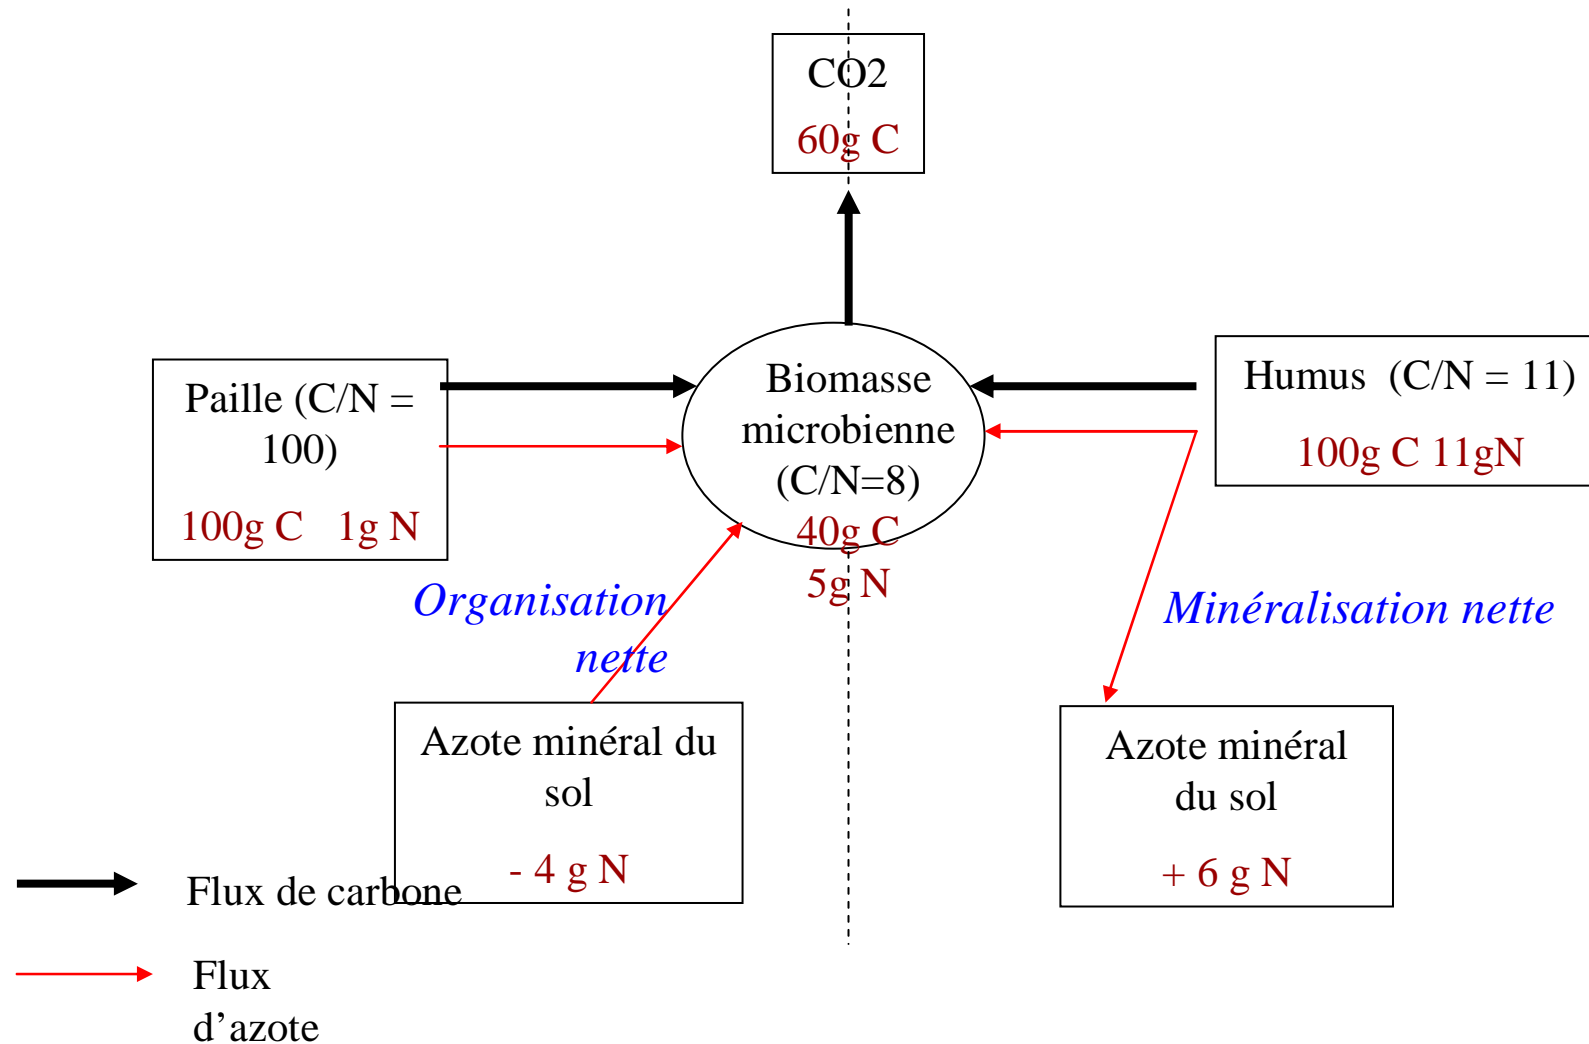 CO2
60g C
Paille (C/N =
100)
100g C 1g N
Biomasse
microbienne
(C/N=8)
40g C
5g N
Humus (C/N = 11)
100g C 11gN
Organisation
nette
Minéralisation nette
Azote minéral du
sol
- 4 g N
Azote minéral
du sol
+ 6 g N
Flux de carbone
Flux
d’azote